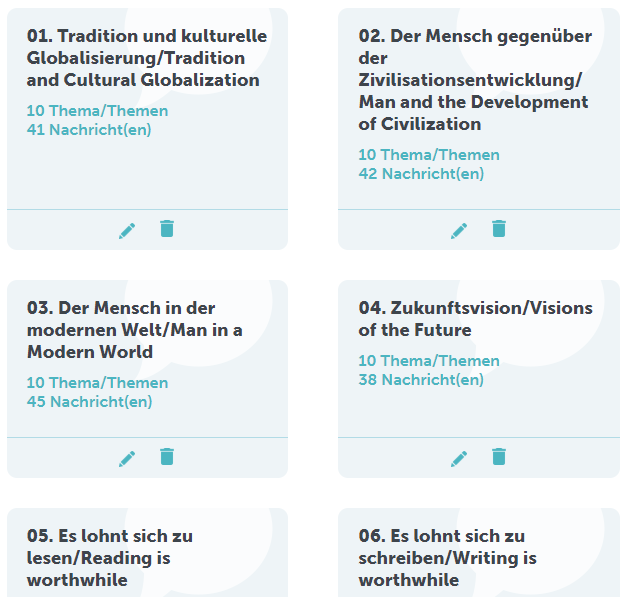 01. Tradition und kulturelle
Globalisierung/Tradition
and Cultural Globalization
10 Thema/Themen
41 Nachricht(en)
02. Der Mensch gegenüber
der
Zivilisationsentwicklung/
Man and the Development
of Civilization
10 Thema/Themen
42 Nachricht(en)
03. Der Mensch in der
modernen Welt/Man in a
Modern World
10 Thema/Themen
45 Nachricht(en)
04. Zukunftsvision/Visions
of the Future
10 Thema/Themen
38 Nachricht(en)
05. Es lohnt sich zu
lesen/Reading is
worthwhile
06. Es lohnt sich zu
schreiben/Writing is
worthwhile